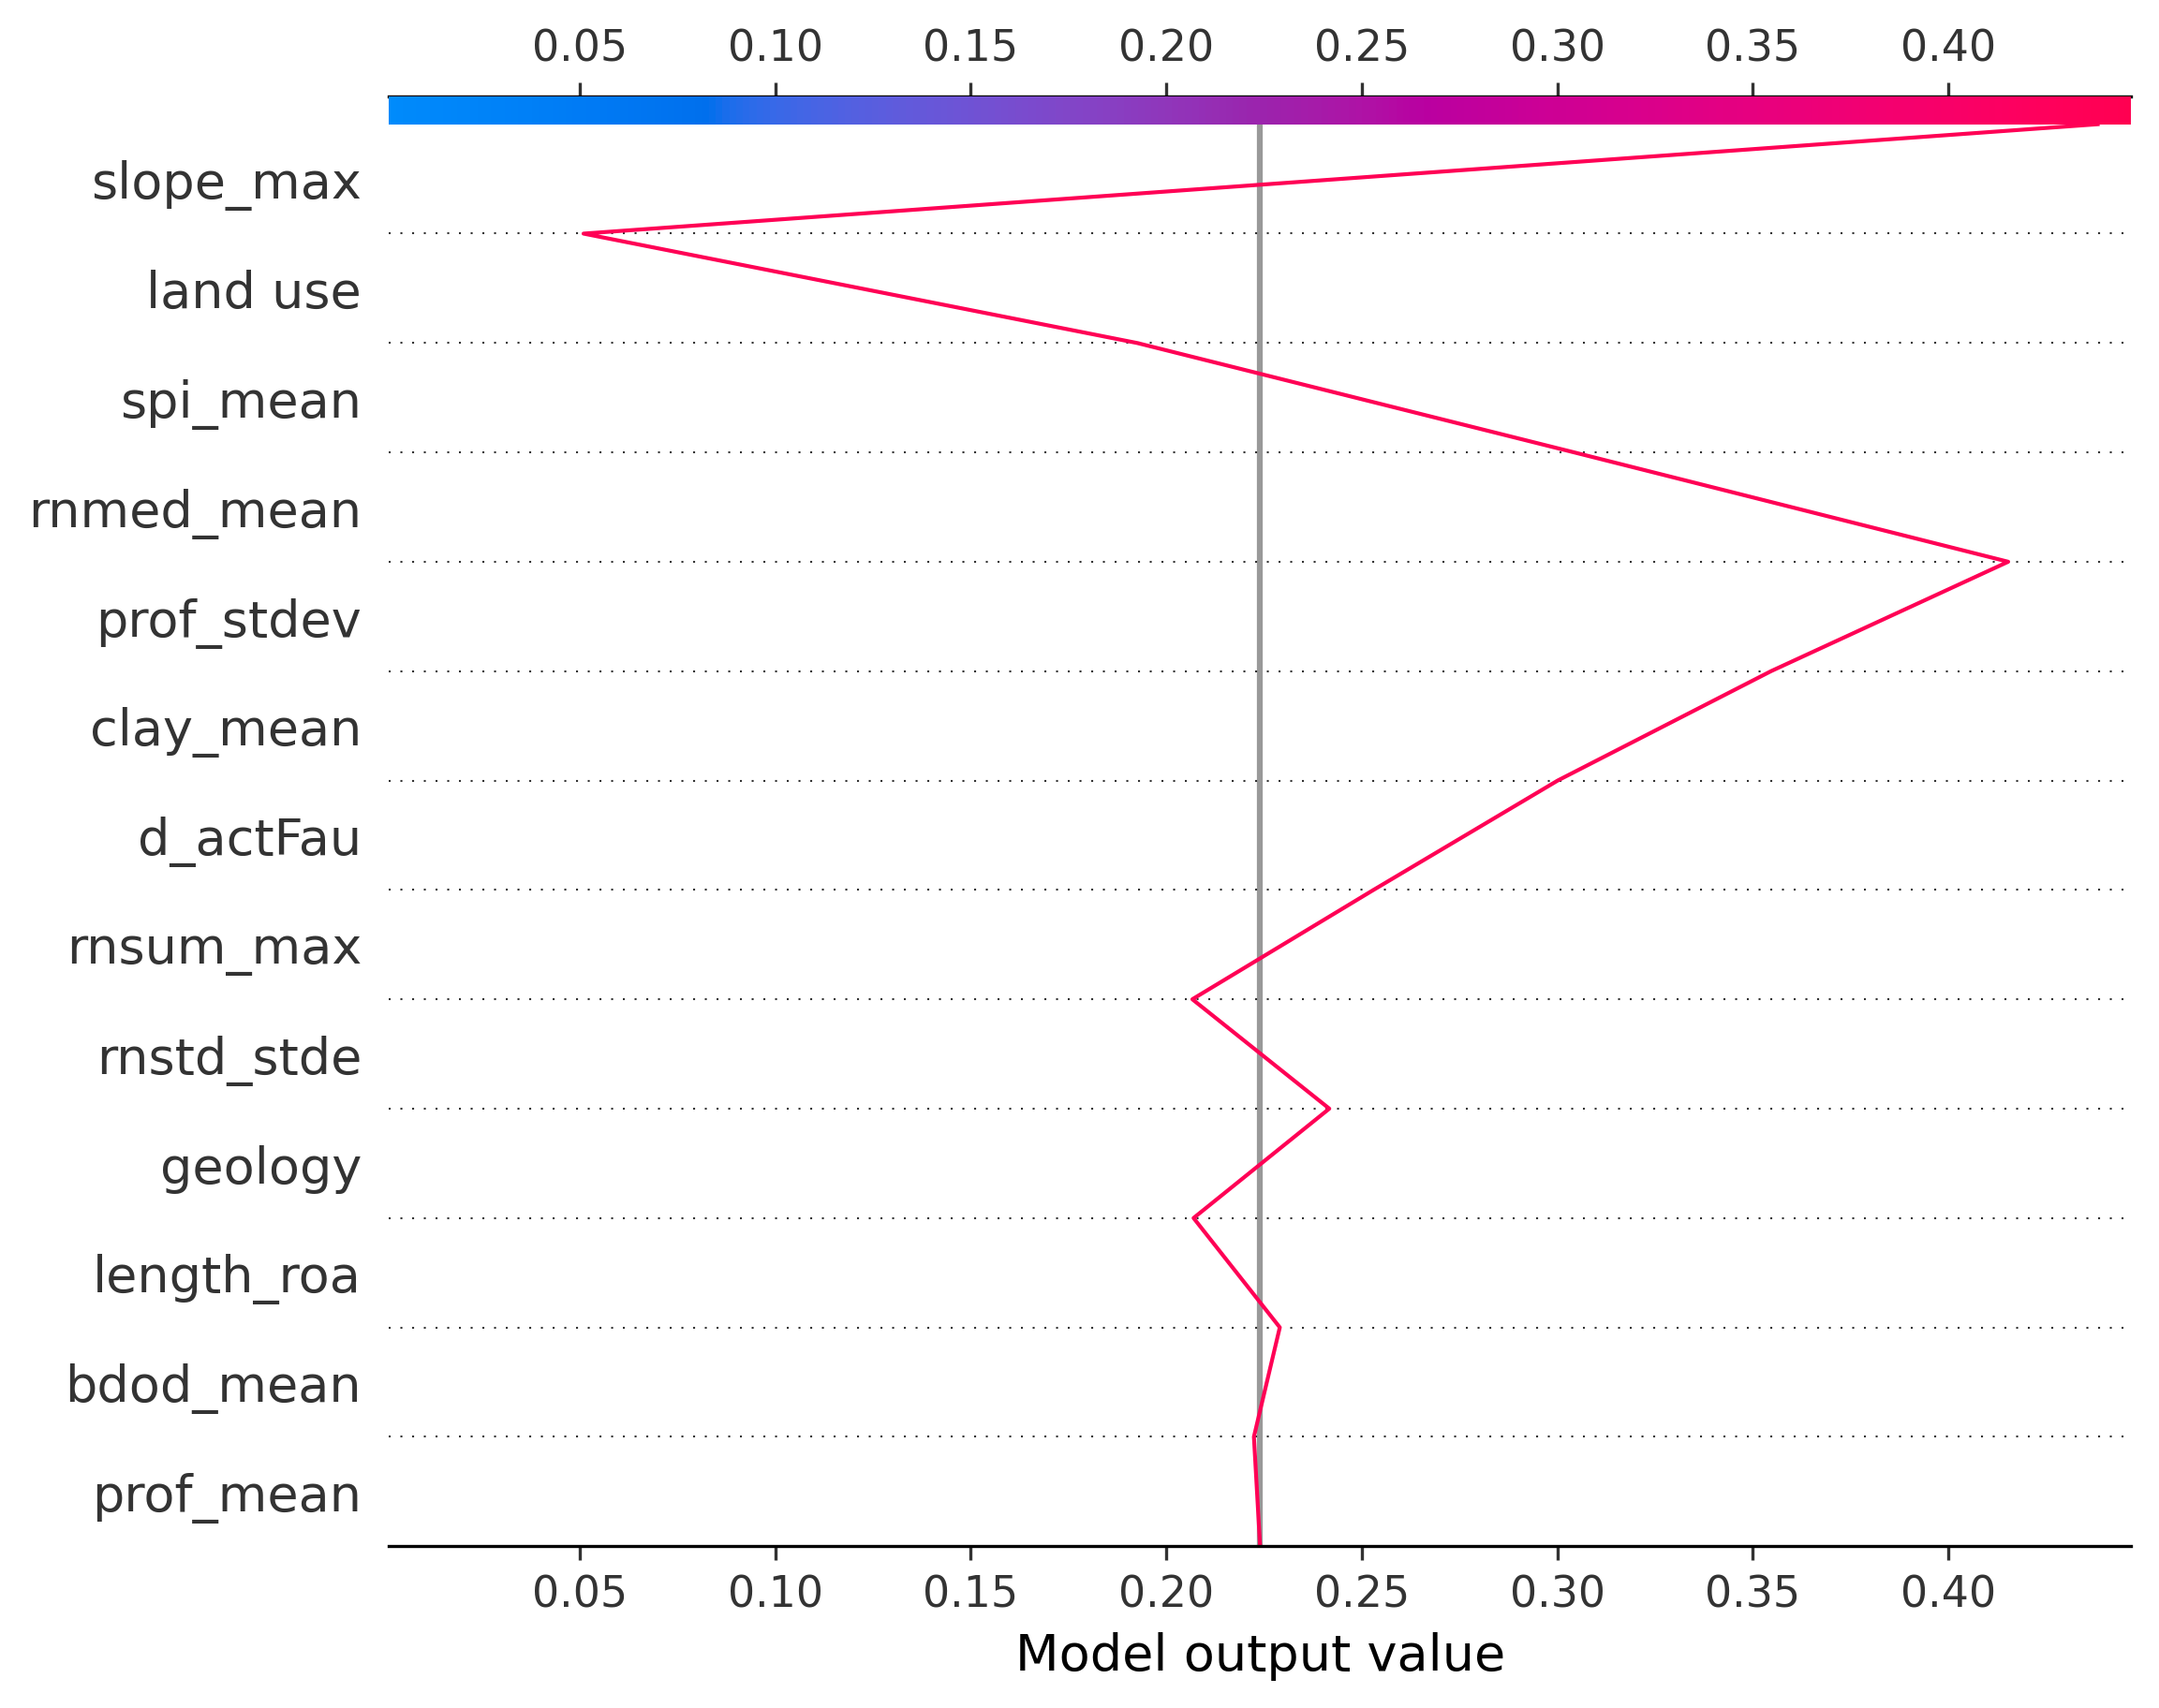 0.05 0.10 0.15 0.20 0.25 0.30 0.35 0.40
slope_max
land use
spi_mean
rnmed_mean
prof_stdev
clay_mean
d_actFau
rnsum_max
rnstd_stde
geology
length_roa
bdod_mean
prof_mean
0.05 0.10 0.15 0.20 0.25 0.30 0.35 0.40
Model output value